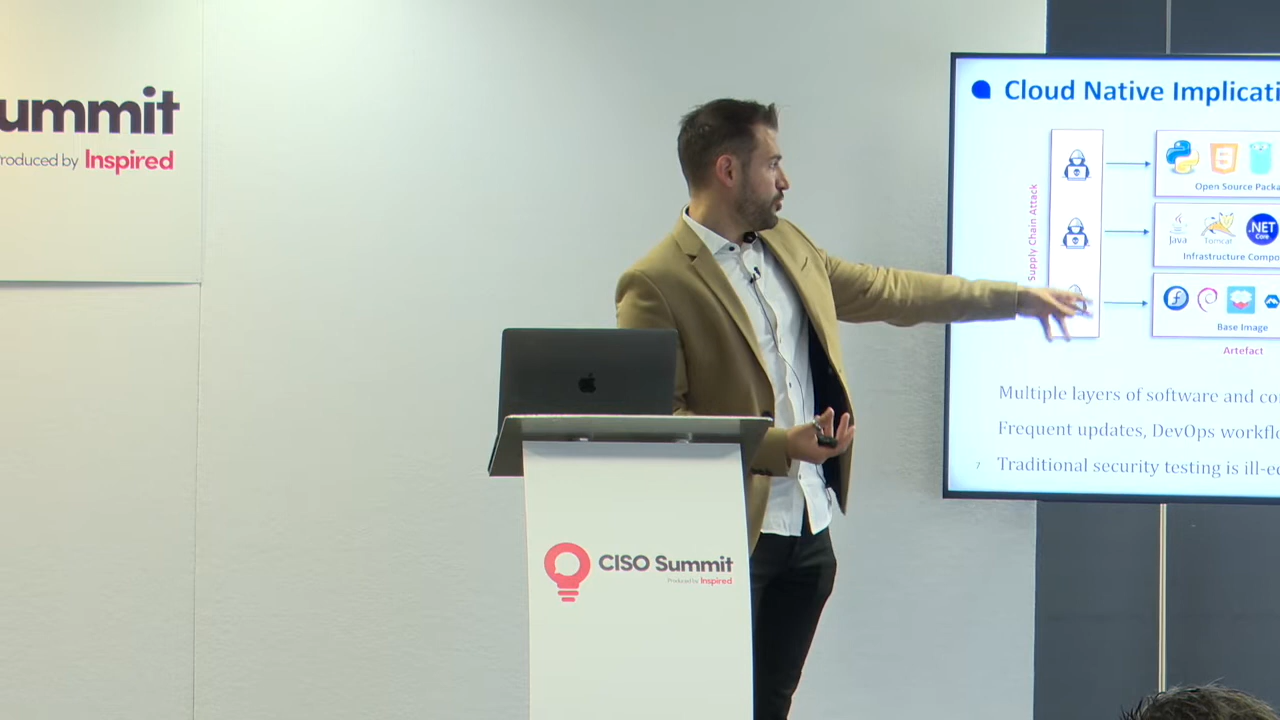 ummit
roduced by Inspired
CISO Summit
Produced by Inspired
Cloud Native Implicati
Supply Chain Attack
Open Source Packa
Java
Tomcat
.NET
Core
Infrastructure Compo
Base Image
Artefact
Multiple layers of software and co
Frequent updates, DevOps workflo
7
Traditional security testing is ill-e